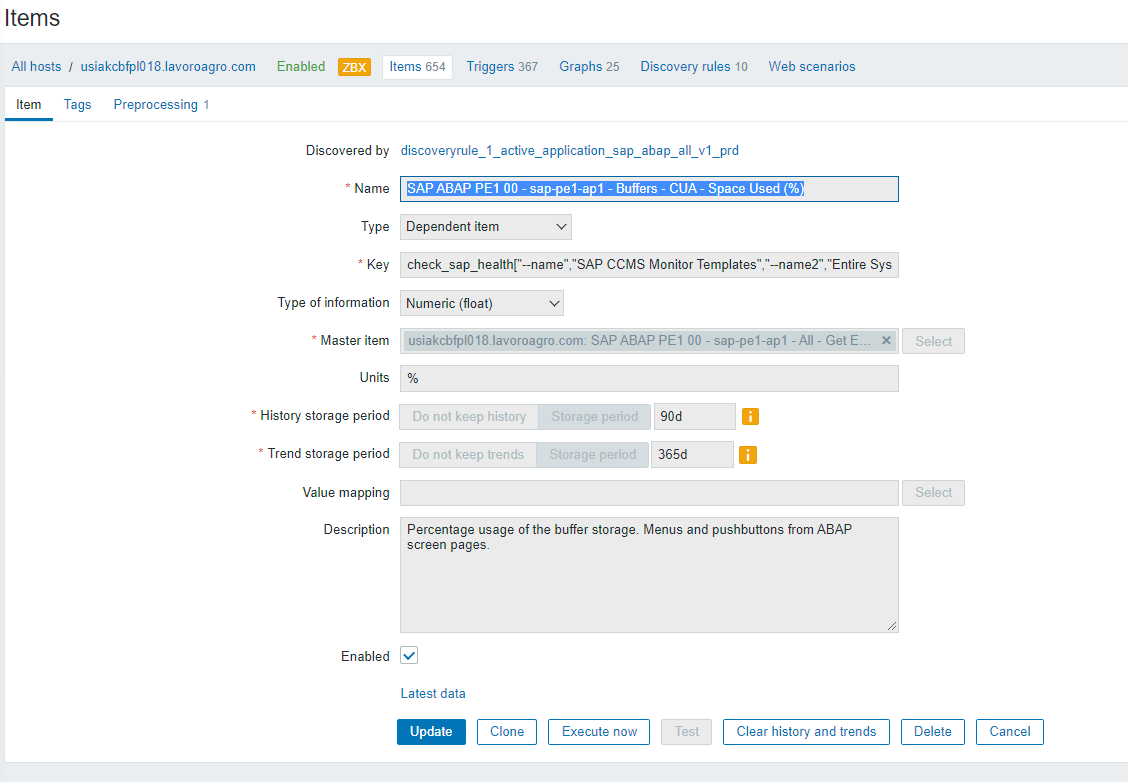 Items
All hosts / usiakcbfpl018.lavoroagro.com Enabled ZBX Items 654 Triggers 367 Graphs 25 Discovery rules 10 Web scenarios
Item Tags Preprocessing 1
Discovered by discoveryrule_1_active_application_sap_abap_all_v1_prd
* Name SAP ABAP PE1 00 - sap-pe1-ap1 - Buffers - CUA - Space Used (%)
Type Dependent item
* Key check_sap_health["--name","SAP CCMS Monitor Templates","--name2","Entire Sys
Type of information Numeric (float)
* Master item usiakcbfpl018.lavoroagro.com: SAP ABAP PE1 00 - sap-pe1-ap1 - All - Get E... × Select
Units %
* History storage period Do not keep history Storage period 90d i
* Trend storage period Do not keep trends Storage period 365d i
Value mapping Select
Description Percentage usage of the buffer storage. Menus and pushbuttons from ABAP
screen pages.
Enabled
Latest data
Update Clone Execute now Test Clear history and trends Delete Cancel